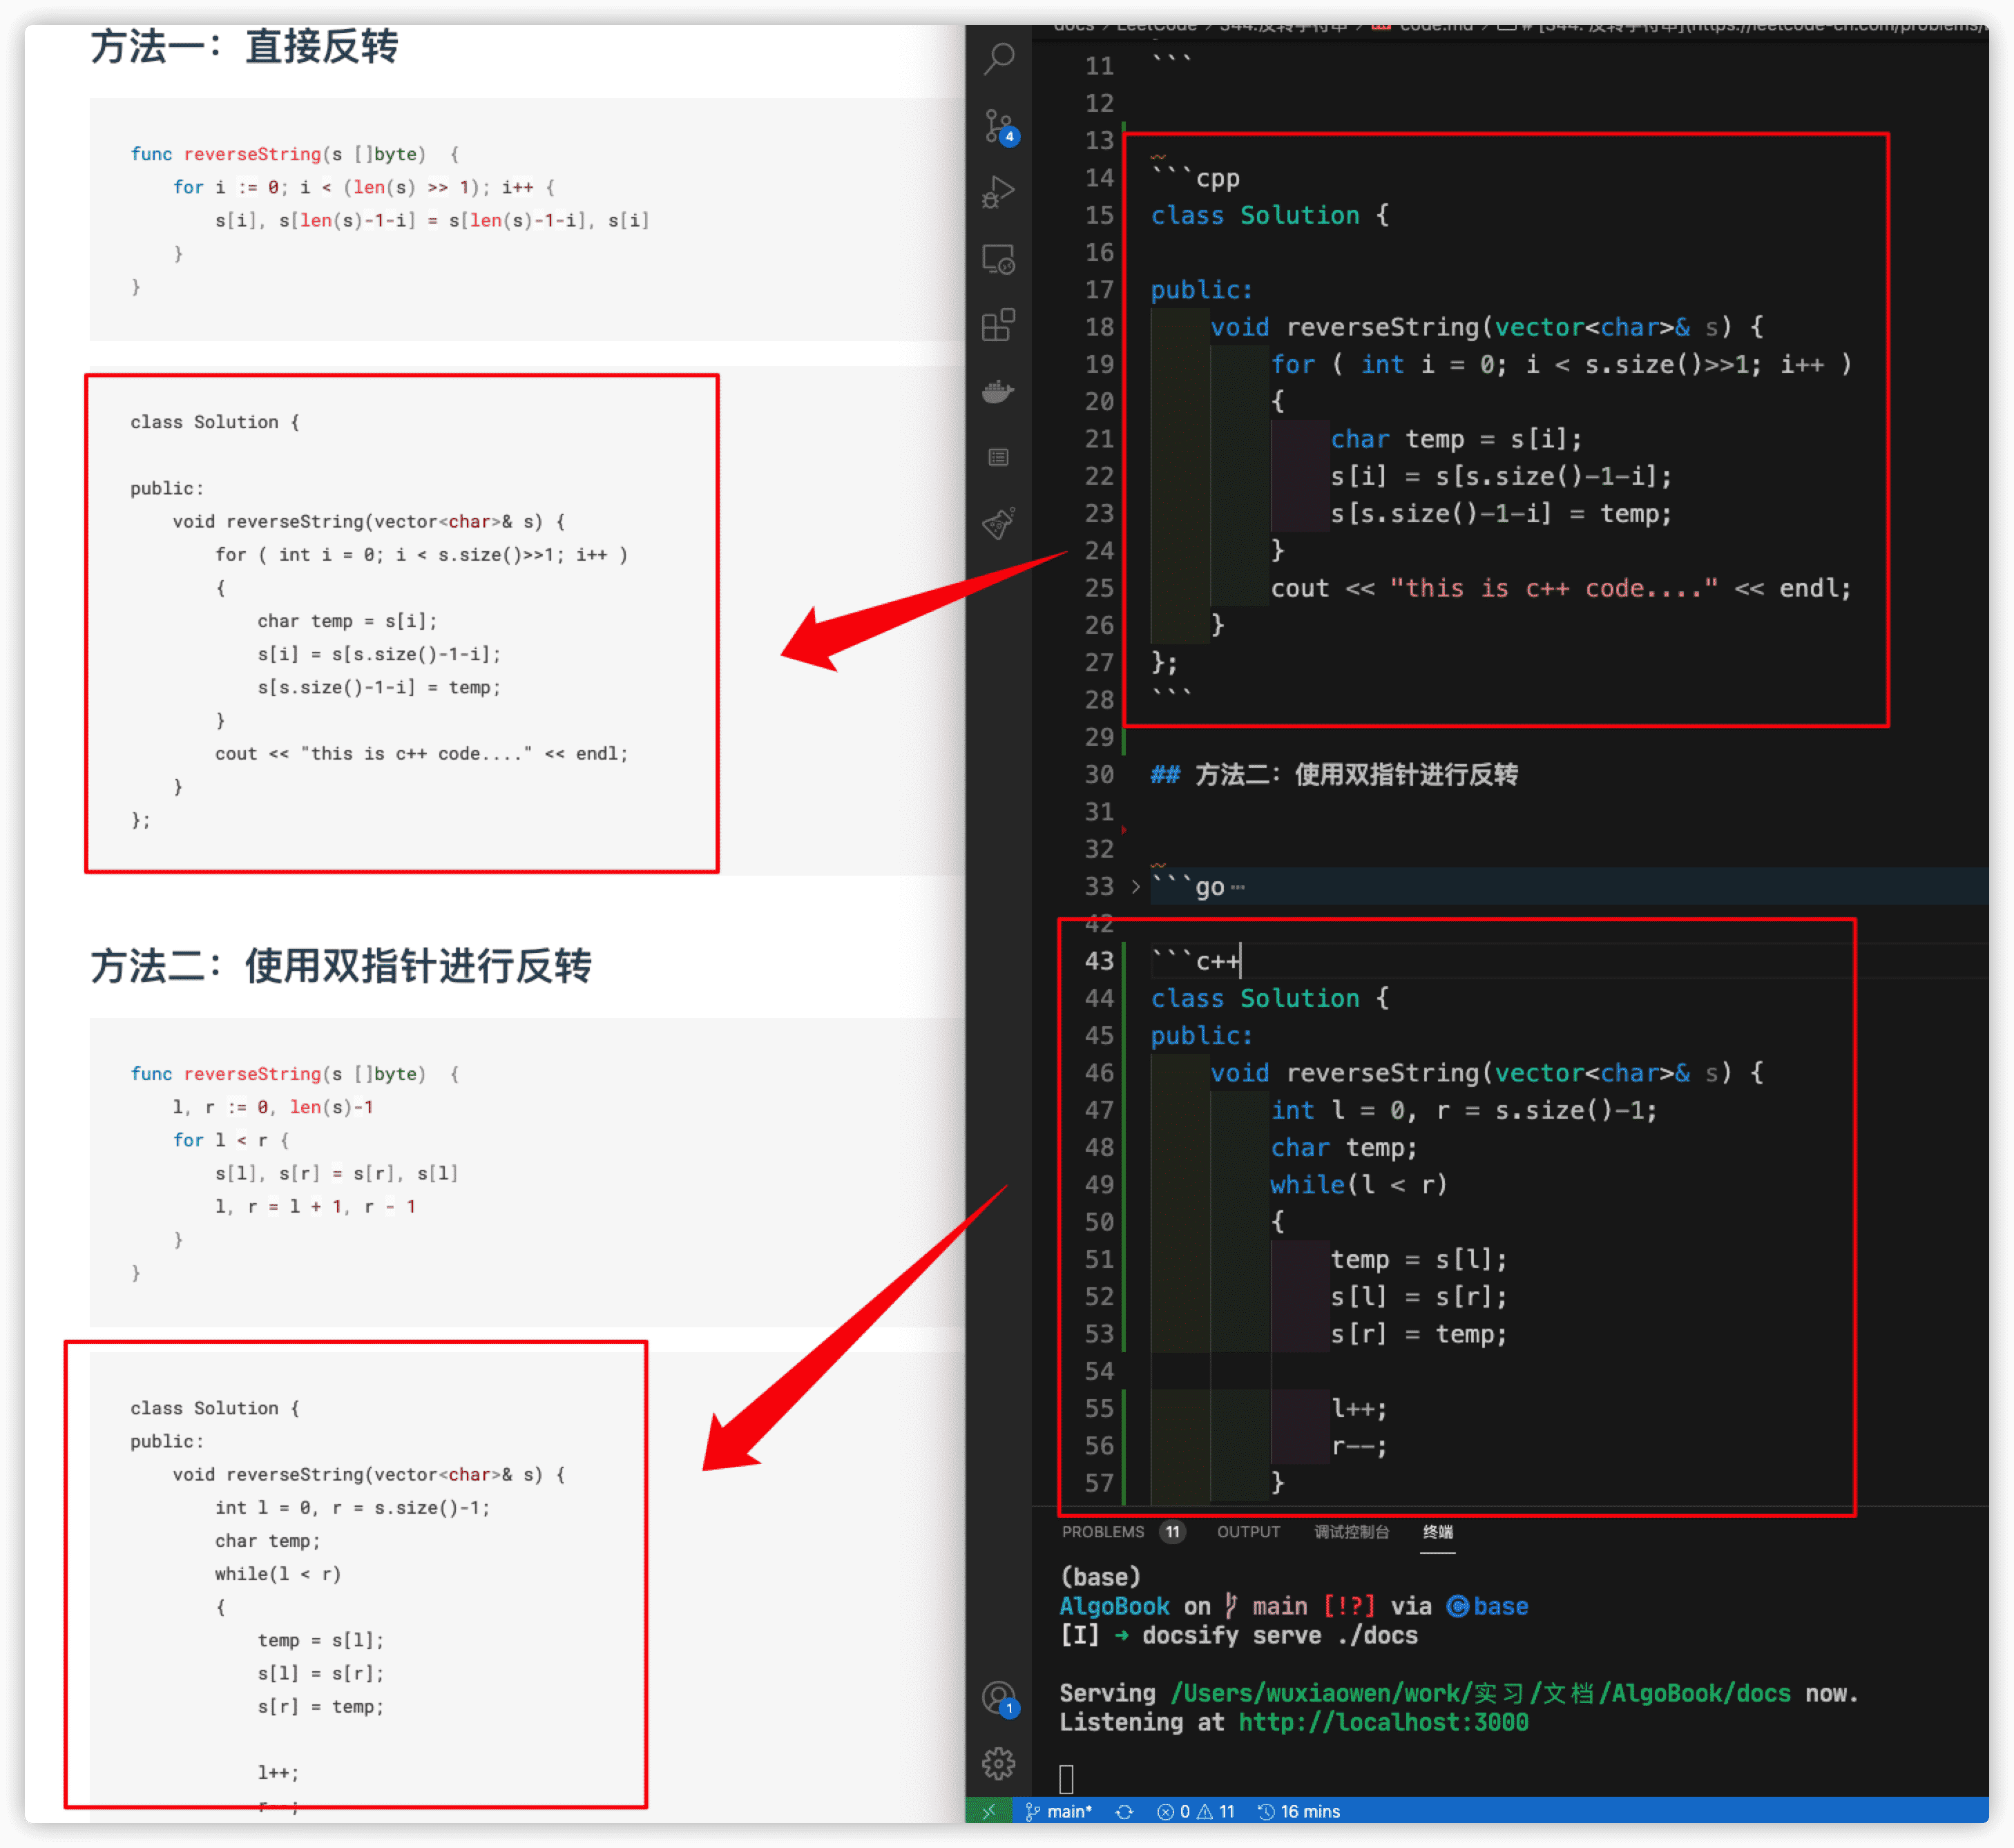 方法一：直接反转
func reverseString(s []byte)  {
    for i := 0; i < (len(s) >> 1); i++ {
        s[i], s[len(s)-1-i] = s[len(s)-1-i], s[i]
    }
}
class Solution {
public:
    void reverseString(vector<char>& s) {
        for ( int i = 0; i < s.size()>>1; i++ )
        {
            char temp = s[i];
            s[i] = s[s.size()-1-i];
            s[s.size()-1-i] = temp;
        }
        cout << "this is c++ code...." << endl;
    }
};
方法二：使用双指针进行反转
func reverseString(s []byte)  {
    l, r := 0, len(s)-1
    for l < r {
        s[l], s[r] = s[r], s[l]
        l, r = l + 1, r - 1
    }
}
class Solution {
public:
    void reverseString(vector<char>& s) {
        int l = 0, r = s.size()-1;
        char temp;
        while(l < r)
        {
            temp = s[l];
            s[l] = s[r];
            s[r] = temp;
            l++;
            r--;
docs > LeetCode > 344.反转字符串 > code.md > # [344. 反转字符串](https://leetcode-cn.com/problems/
4
11 ```
12
13
14 ```cpp
15 class Solution {
16
17 public:
18     void reverseString(vector<char>& s) {
19         for ( int i = 0; i < s.size()>>1; i++ )
20         {
21             char temp = s[i];
22             s[i] = s[s.size()-1-i];
23             s[s.size()-1-i] = temp;
24         }
25         cout << "this is c++ code...." << endl;
26     }
27 };
28 ```
29
30 ## 方法二：使用双指针进行反转
31
32
33 ```go…
42
43 ```c++
44 class Solution {
45 public:
46     void reverseString(vector<char>& s) {
47         int l = 0, r = s.size()-1;
48         char temp;
49         while(l < r)
50         {
51             temp = s[l];
52             s[l] = s[r];
53             s[r] = temp;
54
55             l++;
56             r--;
57         }
PROBLEMS 11 OUTPUT 调试控制台 终端
(base)
AlgoBook on main [!?] via base
[I] ➜ docsify serve ./docs
Serving /Users/wuxiaowen/work/实习/文档/AlgoBook/docs now.
Listening at http://localhost:3000
1
main* 0 11 16 mins